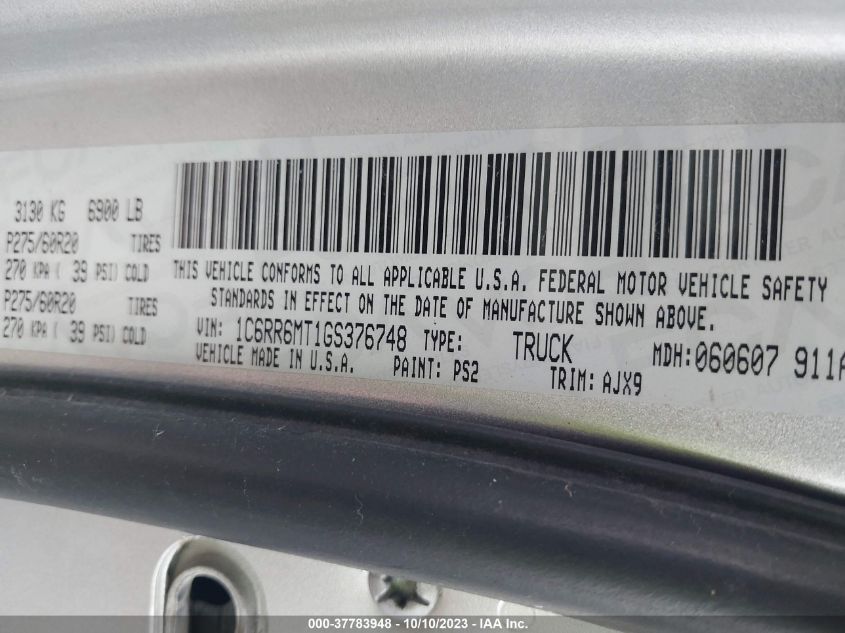 3130 KG 6900 LB
P275/60R20 TIRES
270 KPA ( 39 PSI) COLD
P275/60R20 TIRES
270 KPA ( 39 PSI) COLD
THIS VEHICLE CONFORMS TO ALL APPLICABLE U.S.A. FEDERAL MOTOR VEHICLE SAFETY
STANDARDS IN EFFECT ON THE DATE OF MANUFACTURE SHOWN ABOVE.
VIN: 1C6RR6MT1GS376748 TYPE: TRUCK MDH:060607 911A
VEHICLE MADE IN U.S.A. PAINT: PS2 TRIM: AJX9
000-37783948 - 10/10/2023 - IAA Inc.